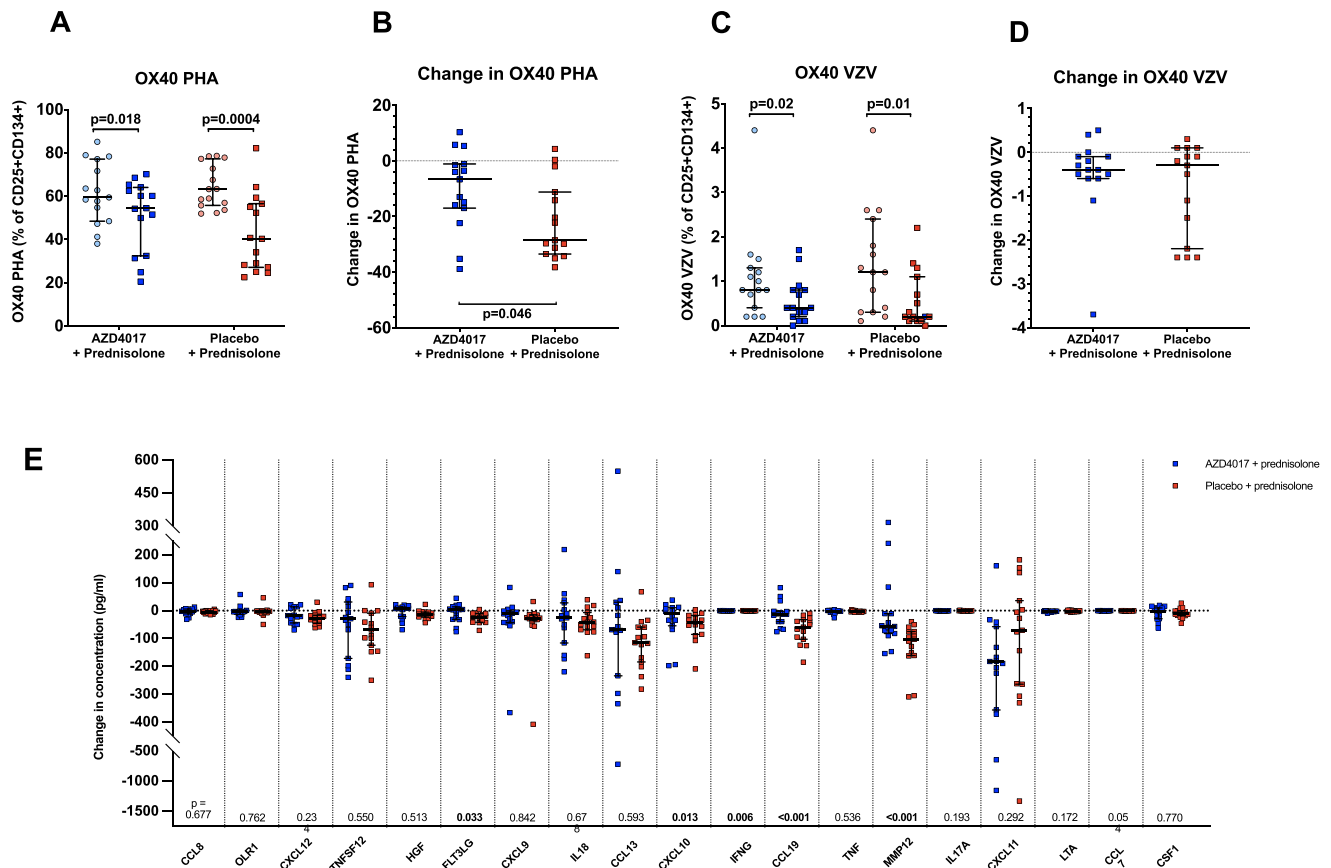 A
OX40 PHA
OX40 PHA (% of CD25+CD134+)
100
80
60
40
20
0
p=0.018
p=0.0004
AZD4017
+ Prednisolone
Placebo
+ Prednisolone
B
Change in OX40 PHA
Change in OX40 PHA
20
0
-20
-40
-60
p=0.046
AZD4017
+ Prednisolone
Placebo
+ Prednisolone
C
OX40 VZV
OX40 VZV (% of CD25+CD134+)
5
4
3
2
1
0
p=0.02
p=0.01
AZD4017
+ Prednisolone
Placebo
+ Prednisolone
D
Change in OX40 VZV
Change in OX40 VZV
1
0
-1
-2
-3
-4
AZD4017
+ Prednisolone
Placebo
+ Prednisolone
E
Change in concentration (pg/ml)
600
450
300
200
100
0
-100
-200
-300
-400
-500
-1000
-1500
AZD4017 + prednisolone
Placebo + prednisolone
p =
0.677
0.762
0.23
4
0.550
0.513
0.033
0.842
0.67
8
0.593
0.013
0.006
<0.001
0.536
<0.001
0.193
0.292
0.172
0.05
4
0.770
CCL8
OLR1
CXCL12
TNFSF12
HGF
FLT3LG
CXCL9
IL18
CCL13
CXCL10
IFNG
CCL19
TNF
MMP12
IL17A
CXCL11
LTA
CCL
CSF1